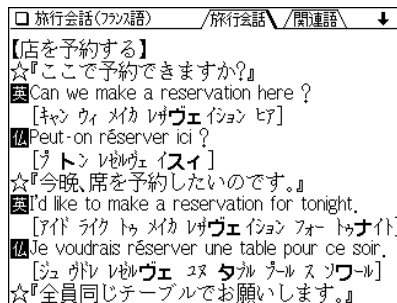 □ 旅行会話(フランス語) 旅行会話 関連語 ↓
【店を予約する】
☆『ここで予約できますか?』
英Can we make a reservation here ?
[キャン ウィ メイカ レザヴェイション ヒア]
仏Peut-on réserver ici ?
[プ トン レゼルヴェ イスィ]
☆『今晩、席を予約したいのです。』
英I'd like to make a reservation for tonight.
[アイド ライク トゥ メイカ レザヴェイション フォー トゥナイト]
仏Je voudrais réserver une table pour ce soir.
[ジュ ヴドレ レゼルヴェ ユヌ タブル プール ス ソワール]
☆『全員同じテーブルでお願いします。』